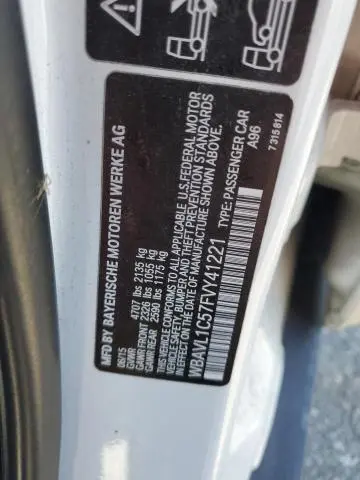 MFD BY BAYERISCHE MOTOREN WERKE AG
06/15
GVWR 4707 lbs 2135 kg
GAWR FRONT 2326 lbs 1055 kg
GAWR REAR 2590 lbs 1175 kg
THIS VEHICLE CONFORMS TO ALL APPLICABLE U.S.FEDERAL MOTOR
VEHICLE SAFETY, BUMPER AND THEFT PREVENTION STANDARDS
IN EFFECT ON THE DATE OF MANUFACTURE SHOWN ABOVE.
WBAVL1C57FVY41221 TYPE: PASSENGER CAR
A96
7 315 814